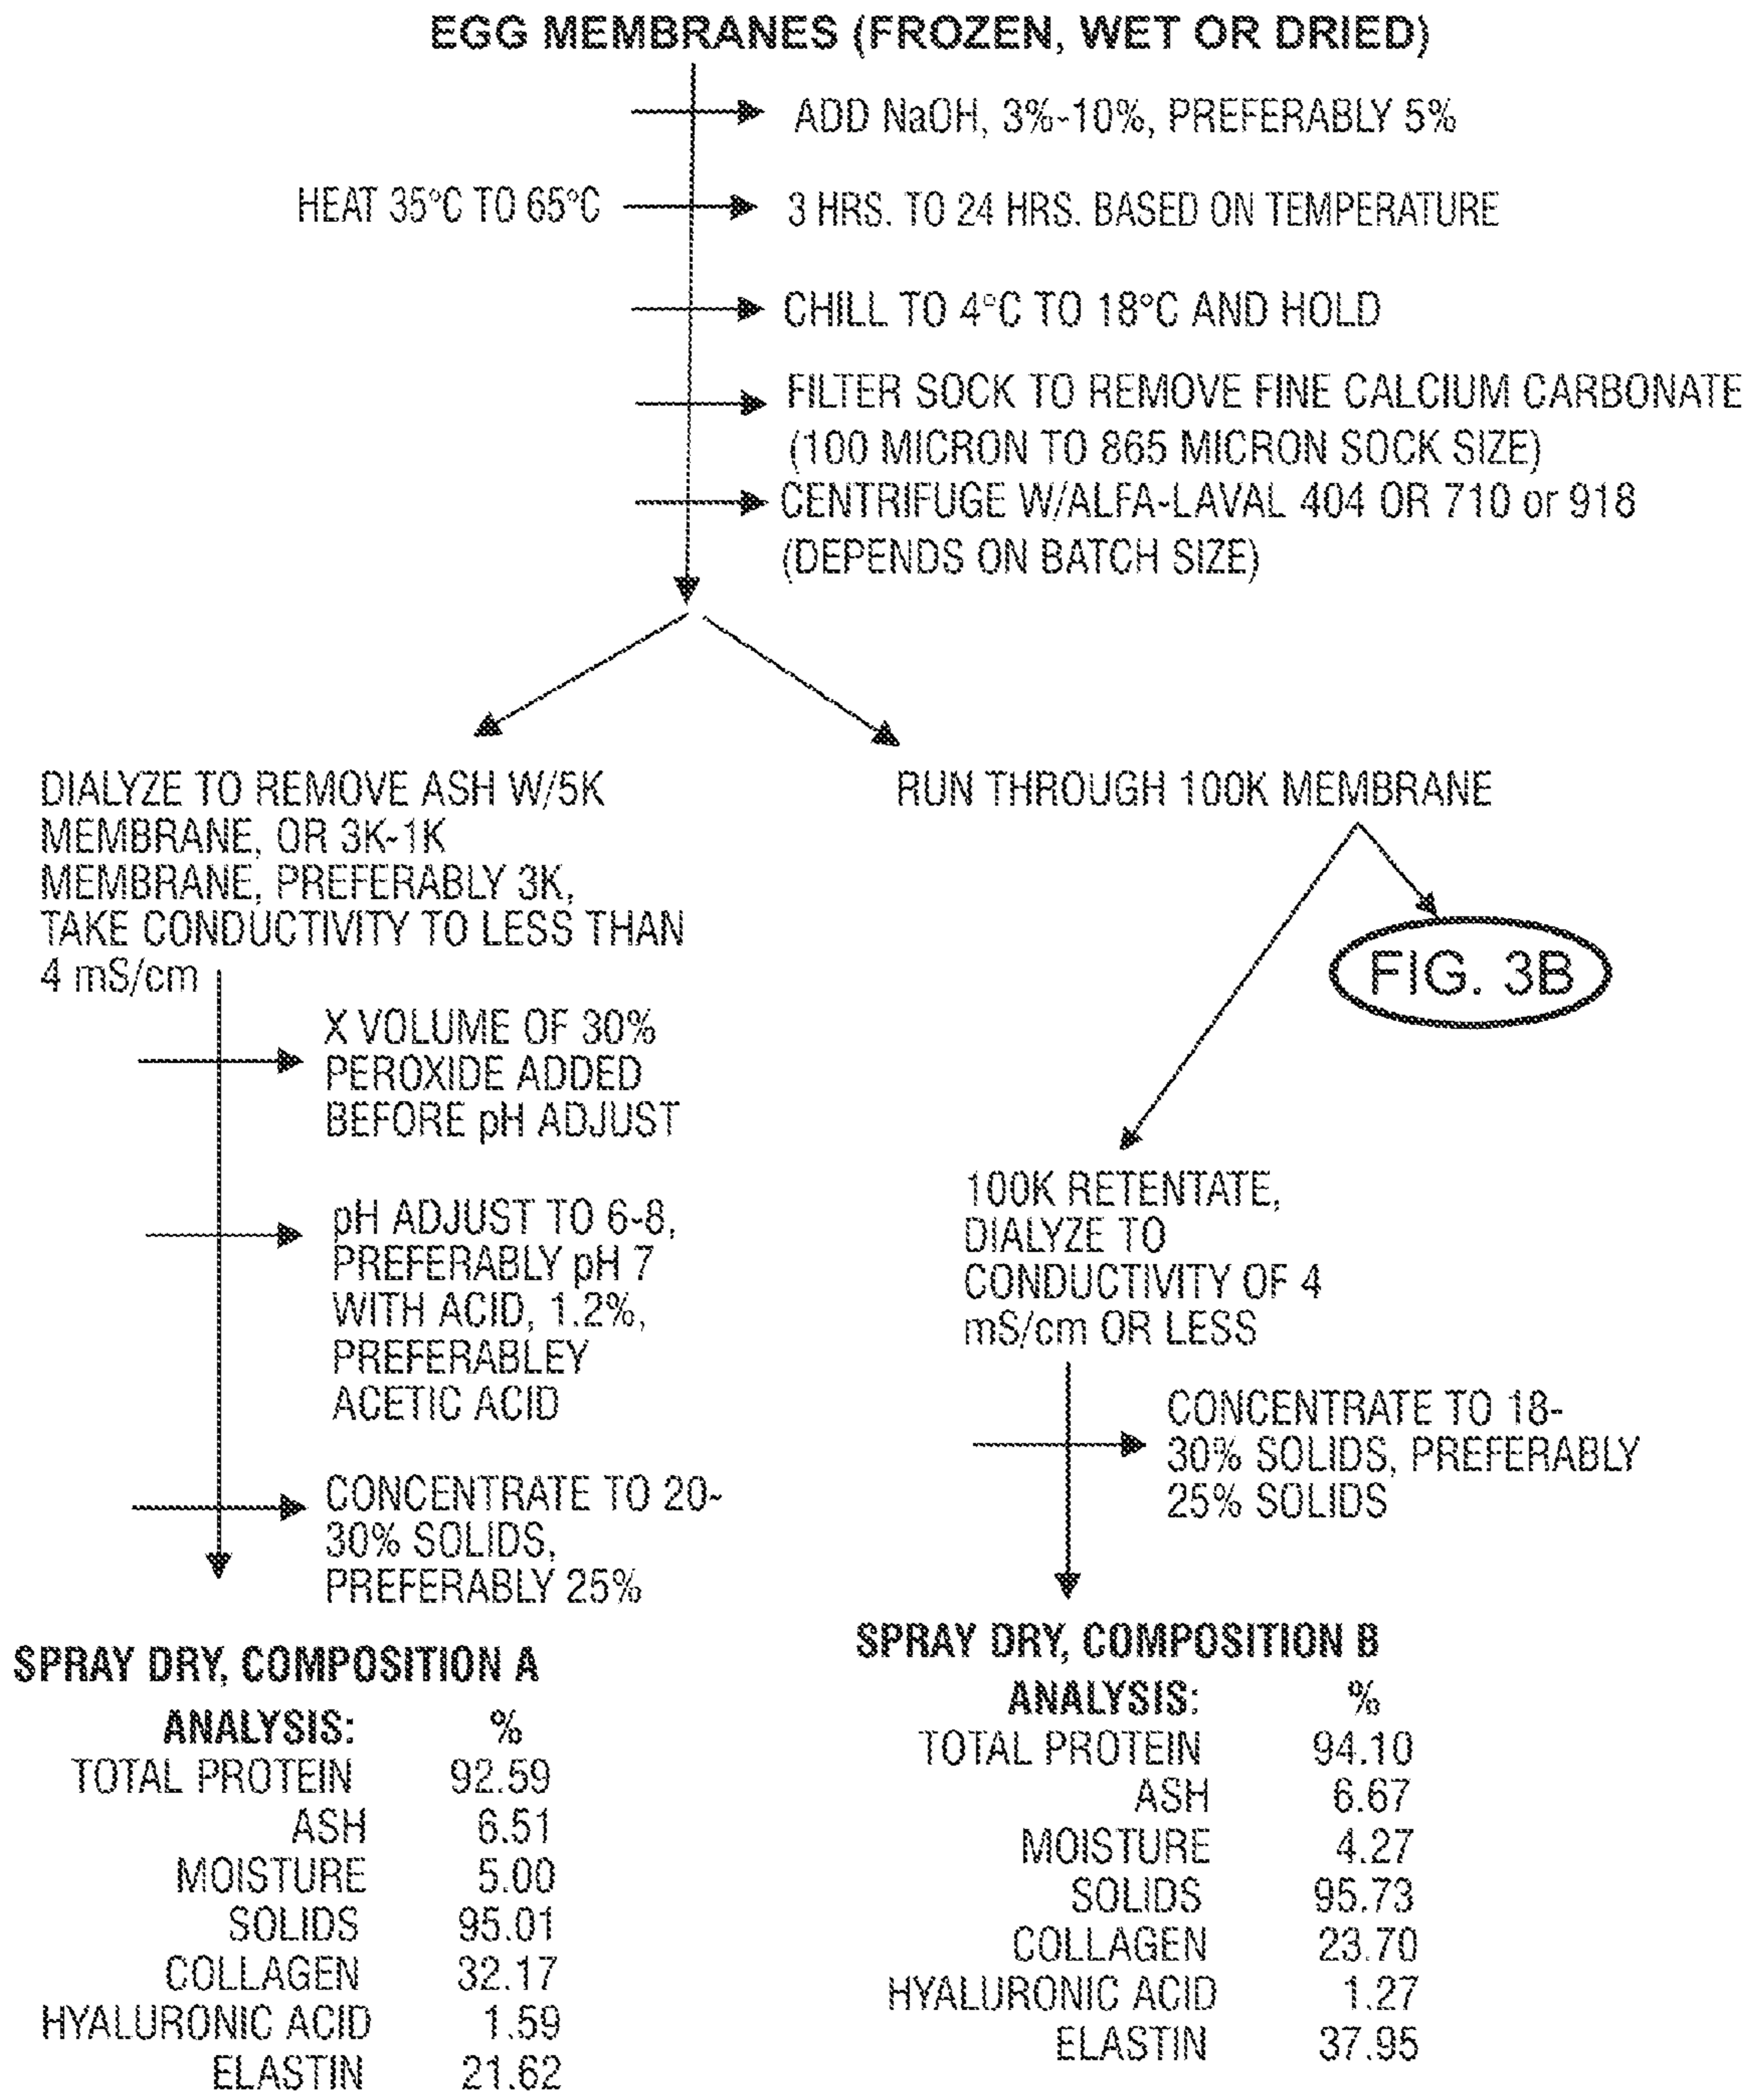 EGG MEMBRANES (FROZEN, WET OR DRIED)
ADD NaOH, 3%-10%, PREFERABLY 5%
HEAT 35°C TO 65°C
3 HRS. TO 24 HRS. BASED ON TEMPERATURE
CHILL TO 4°C TO 18°C AND HOLD
FILTER SOCK TO REMOVE FINE CALCIUM CARBONATE
(100 MICRON TO 865 MICRON SOCK SIZE)
CENTRIFUGE W/ALFA-LAVAL 404 OR 710 or 918
(DEPENDS ON BATCH SIZE)
DIALYZE TO REMOVE ASH W/5K
MEMBRANE, OR 3K-1K
MEMBRANE, PREFERABLY 3K,
TAKE CONDUCTIVITY TO LESS THAN
4 mS/cm
X VOLUME OF 30%
PEROXIDE ADDED
BEFORE pH ADJUST
pH ADJUST TO 6-8,
PREFERABLY pH 7
WITH ACID, 1.2%,
PREFERABLEY
ACETIC ACID
CONCENTRATE TO 20-
30% SOLIDS,
PREFERABLY 25%
SPRAY DRY, COMPOSITION A
ANALYSIS: %
TOTAL PROTEIN 92.59
ASH 6.51
MOISTURE 5.00
SOLIDS 95.01
COLLAGEN 32.17
HYALURONIC ACID 1.59
ELASTIN 21.62
RUN THROUGH 100K MEMBRANE
FIG. 3B
100K RETENTATE,
DIALYZE TO
CONDUCTIVITY OF 4
mS/cm OR LESS
CONCENTRATE TO 18-
30% SOLIDS, PREFERABLY
25% SOLIDS
SPRAY DRY, COMPOSITION B
ANALYSIS: %
TOTAL PROTEIN 94.10
ASH 6.67
MOISTURE 4.27
SOLIDS 95.73
COLLAGEN 23.70
HYALURONIC ACID 1.27
ELASTIN 37.95